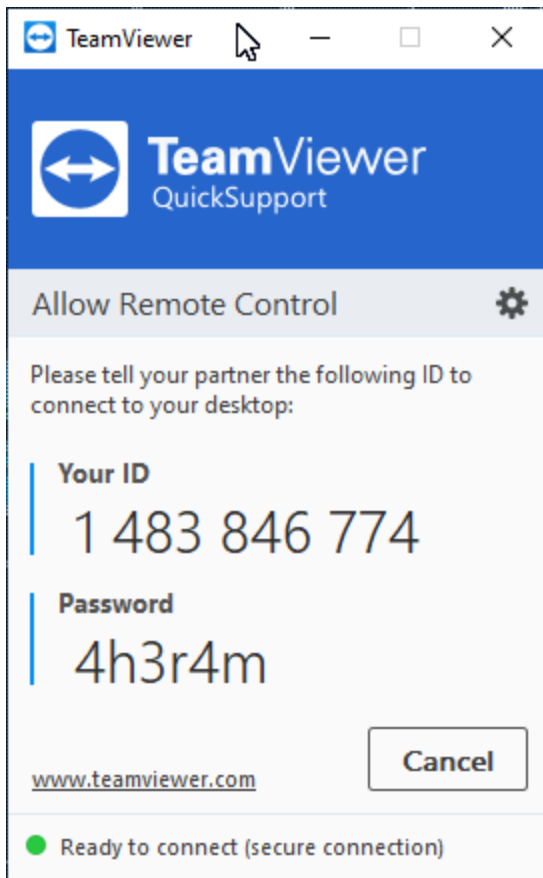 TeamViewer
TeamViewer
QuickSupport
Allow Remote Control
Please tell your partner the following ID to
connect to your desktop:
Your ID
1 483 846 774
Password
4h3r4m
Cancel
www.teamviewer.com
Ready to connect (secure connection)